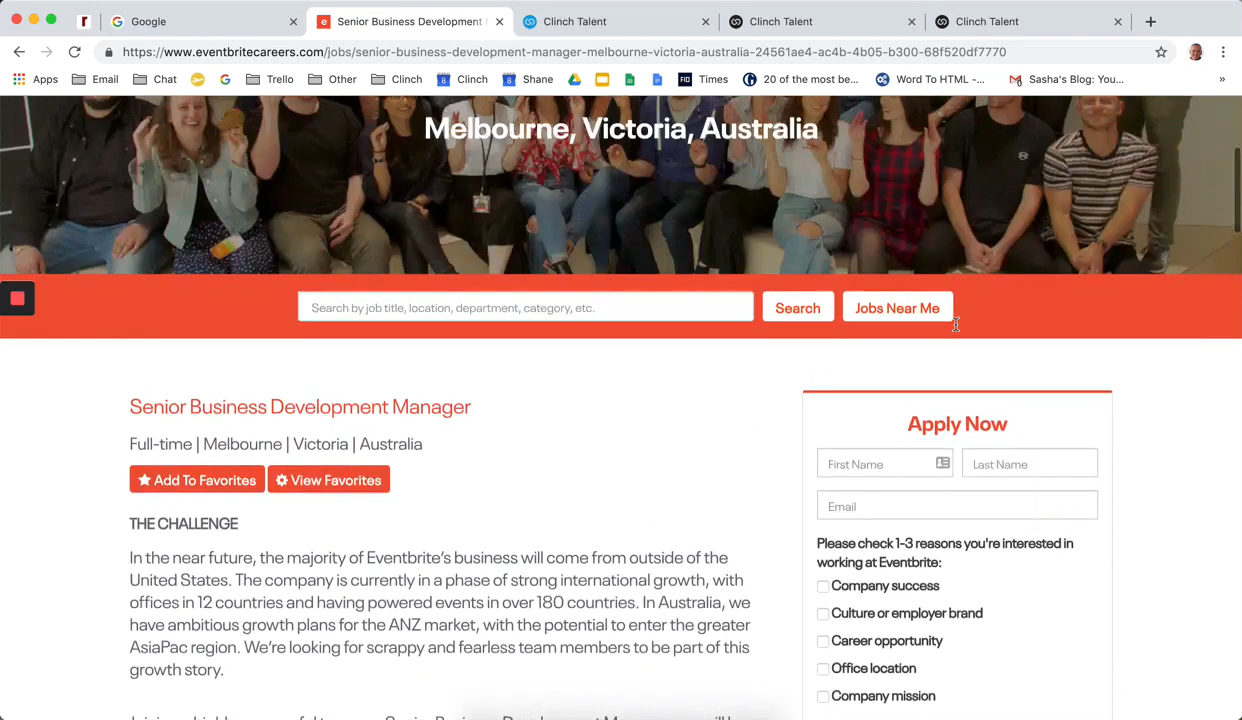 Google
Senior Business Development
Clinch Talent
Clinch Talent
Clinch Talent
https://www.eventbritecareers.com/jobs/senior-business-development-manager-melbourne-victoria-australia-24561ae4-ac4b-4b05-b300-68f520df7770
Apps Email Chat Trello Other Clinch Clinch Shane Times 20 of the most be... Word To HTML -... Sasha's Blog: You... »
Melbourne, Victoria, Australia
Search by job title, location, department, category, etc. Search Jobs Near Me
Senior Business Development Manager
Full-time | Melbourne | Victoria | Australia
Add To Favorites View Favorites
THE CHALLENGE
In the near future, the majority of Eventbrite's business will come from outside of the
United States. The company is currently in a phase of strong international growth, with
offices in 12 countries and having powered events in over 180 countries. In Australia, we
have ambitious growth plans for the ANZ market, with the potential to enter the greater
AsiaPac region. We're looking for scrappy and fearless team members to be part of this
growth story.
Apply Now
First Name Last Name
Email
Please check 1-3 reasons you're interested in
working at Eventbrite:
Company success
Culture or employer brand
Career opportunity
Office location
Company mission